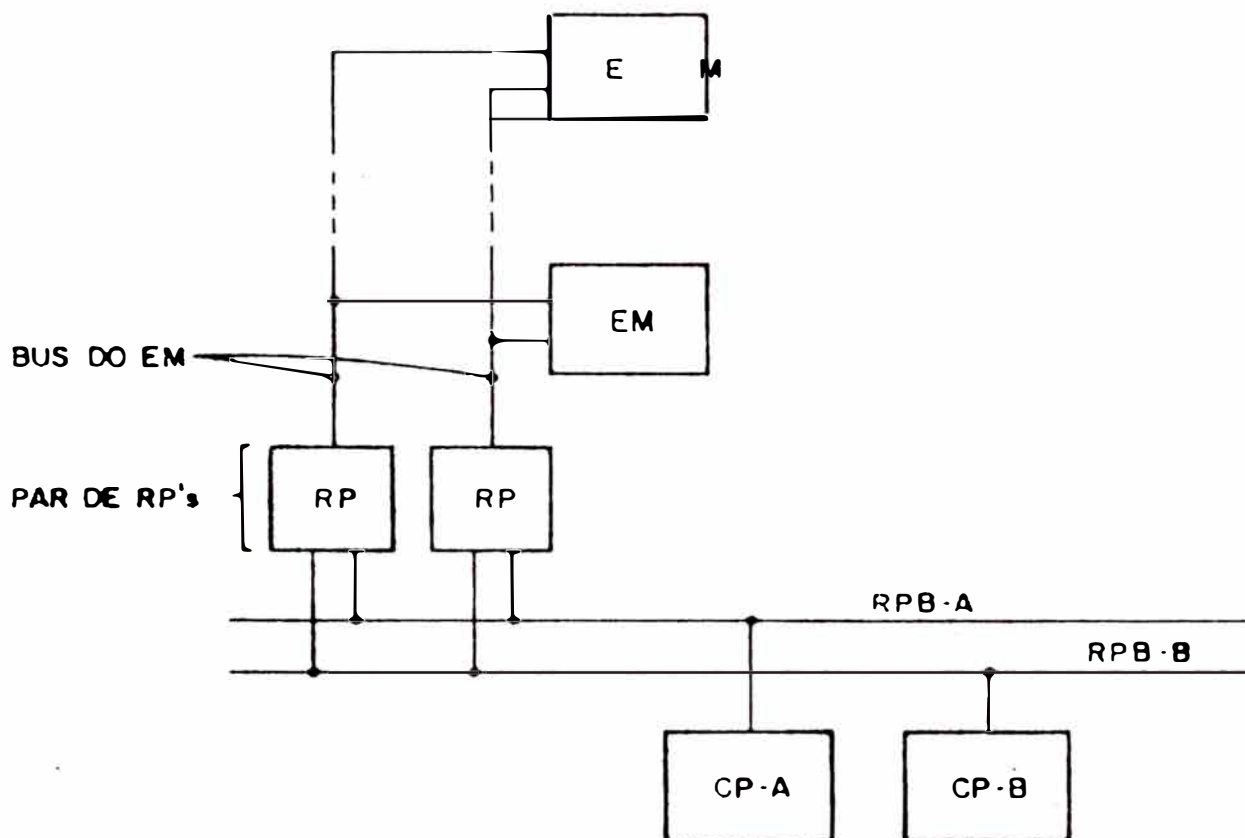 E M
EM
BUS DO EM
PAR DE RP's
RP
RP
RPB-A
RPB-B
CP-A
CP-B